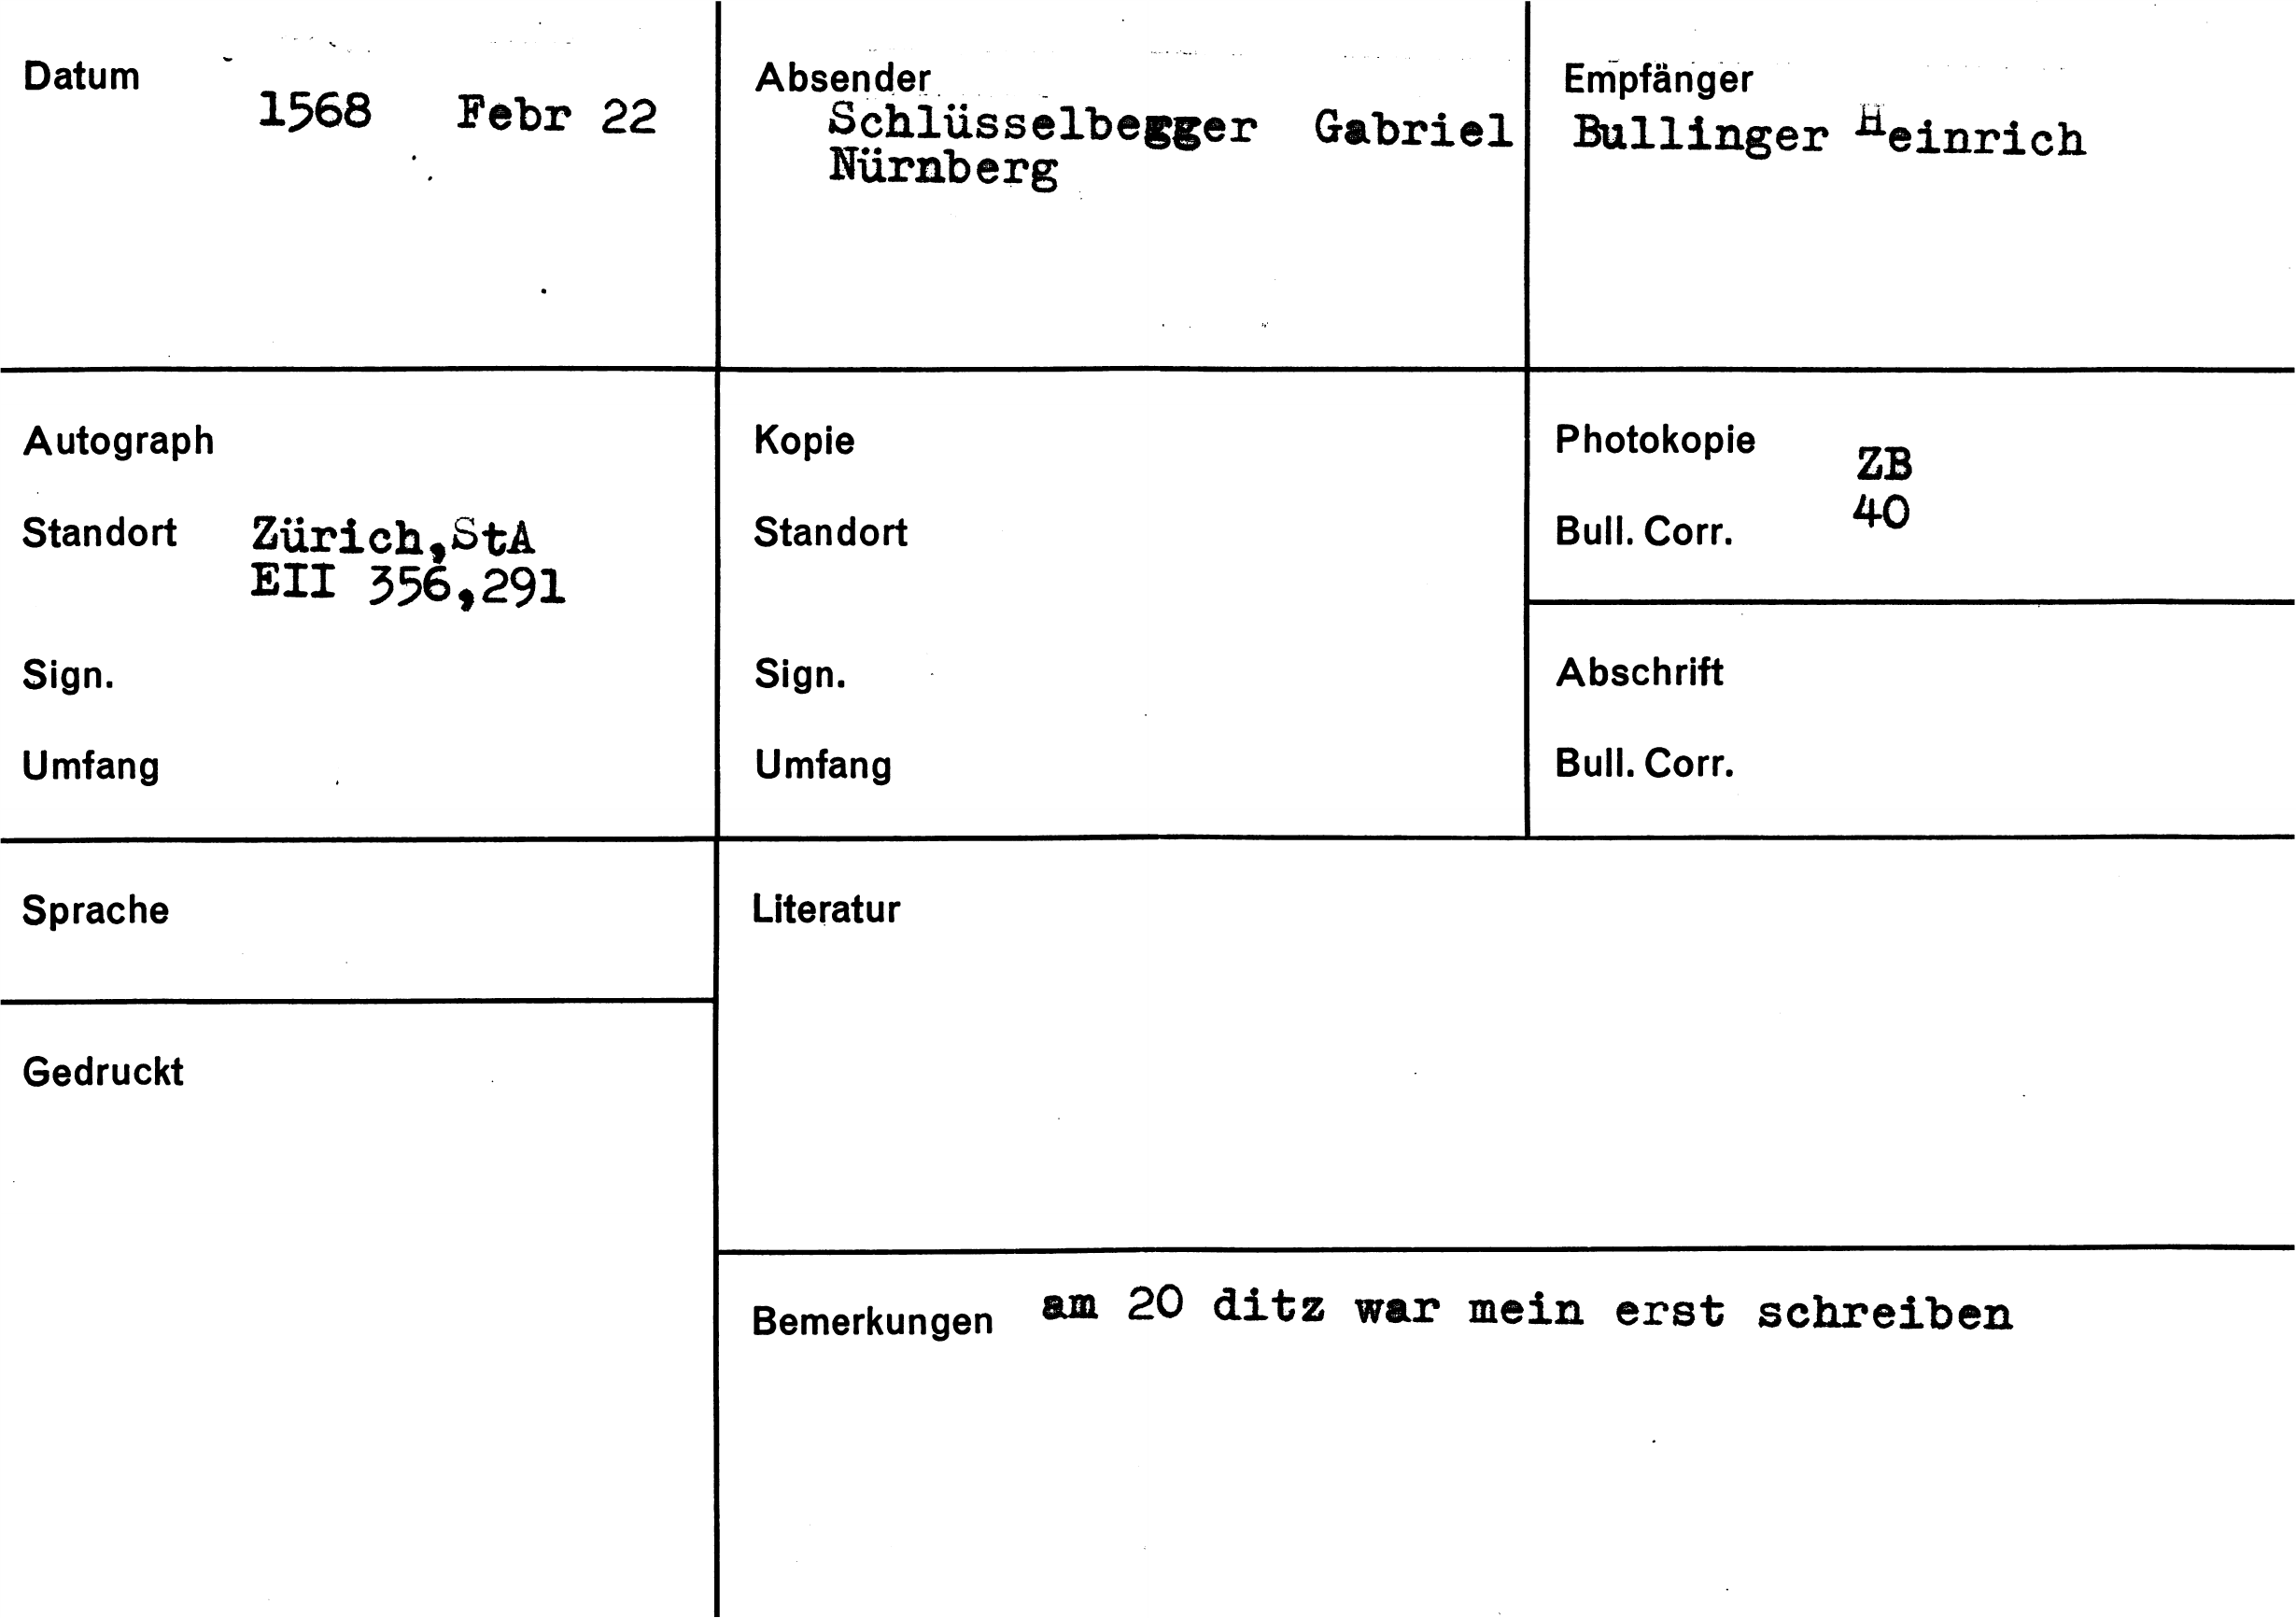 Datum 1568 Febr 22
Absender
Schlüsselbegger Gabriel
Nürnberg
Empfänger
Bullinger Heinrich
Autograph
Standort Zürich,StA
EII 356,291
Sign.
Umfang
Kopie
Standort
Sign.
Umfang
Photokopie ZB
Bull. Corr. 40
Abschrift
Bull. Corr.
Sprache
Gedruckt
Literatur
Bemerkungen am 20 ditz war mein erst schreiben